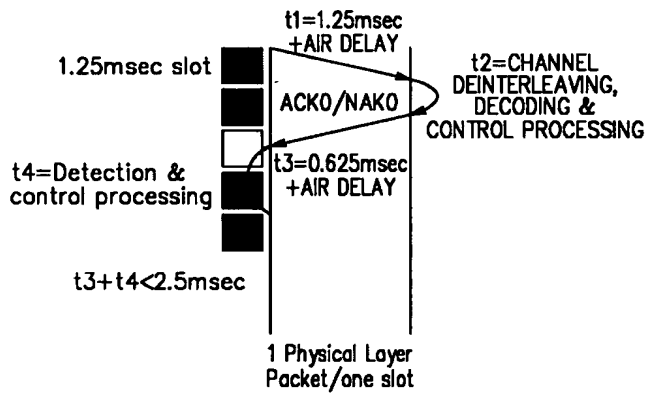 t1=1.25msec
+AIR DELAY
1.25msec slot
t2=CHANNEL
DEINTERLEAVING,
DECODING &
CONTROL PROCESSING
ACK0/NAK0
t3=0.625msec
+AIR DELAY
t4=Detection &
control processing
t3+t4<2.5msec
1 Physical Layer
Packet/one slot